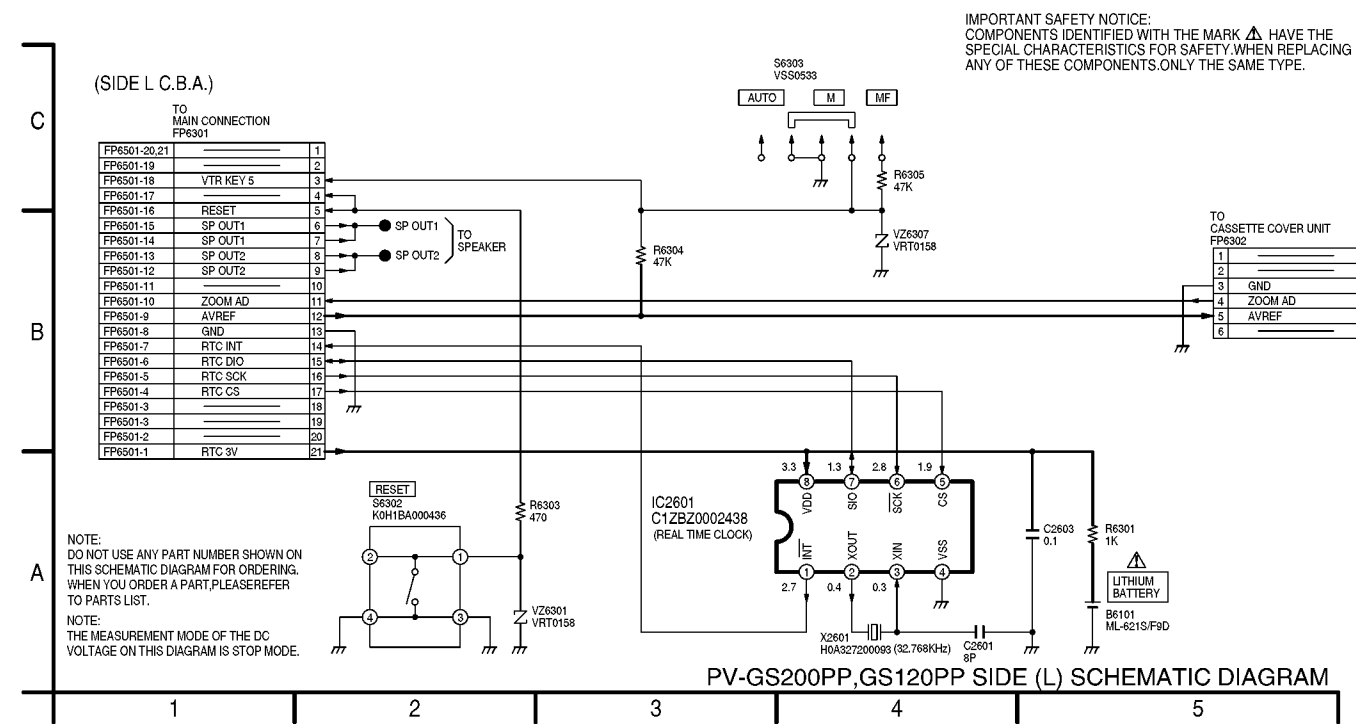 IMPORTANT SAFETY NOTICE:
COMPONENTS IDENTIFIED WITH THE MARK ⚠ HAVE THE
SPECIAL CHARACTERISTICS FOR SAFETY.WHEN REPLACING
ANY OF THESE COMPONENTS.ONLY THE SAME TYPE.
(SIDE L C.B.A.)
TO
MAIN CONNECTION
FP6301
FP6501-20,21 1
FP6501-19 2
FP6501-18 VTR KEY 5 3
FP6501-17 4
FP6501-16 RESET 5
FP6501-15 SP OUT1 6
FP6501-14 SP OUT1 7
FP6501-13 SP OUT2 8
FP6501-12 SP OUT2 9
FP6501-11 10
FP6501-10 ZOOM AD 11
FP6501-9 AVREF 12
FP6501-8 GND 13
FP6501-7 RTC INT 14
FP6501-6 RTC DIO 15
FP6501-5 RTC SCK 16
FP6501-4 RTC CS 17
FP6501-3 18
FP6501-3 19
FP6501-2 20
FP6501-1 RTC 3V 21
SP OUT1
SP OUT2
TO
SPEAKER
S6303
VSS0533
AUTO M MF
R6305
47K
VZ6307
VRT0158
R6304
47K
TO
CASSETTE COVER UNIT
FP6302
1
2
3 GND
4 ZOOM AD
5 AVREF
6
RESET
S6302
K0H1BA000436
2 1
4 3
R6303
470
VZ6301
VRT0158
IC2601
C1ZBZ0002438
(REAL TIME CLOCK)
3.3 1.3 2.8 1.9
8 7 6 5
VDD SIO SCK CS
INT XOUT XIN VSS
1 2 3 4
2.7 0.4 0.3
X2601
H0A327200093 (32.768KHz)
C2601
8P
C2603
0.1
R6301
1K
LITHIUM
BATTERY
B6101
ML-621S/F9D
NOTE:
DO NOT USE ANY PART NUMBER SHOWN ON
THIS SCHEMATIC DIAGRAM FOR ORDERING.
WHEN YOU ORDER A PART,PLEASEREFER
TO PARTS LIST.
NOTE:
THE MEASUREMENT MODE OF THE DC
VOLTAGE ON THIS DIAGRAM IS STOP MODE.
PV-GS200PP,GS120PP SIDE (L) SCHEMATIC DIAGRAM
C
B
A
1 2 3 4 5